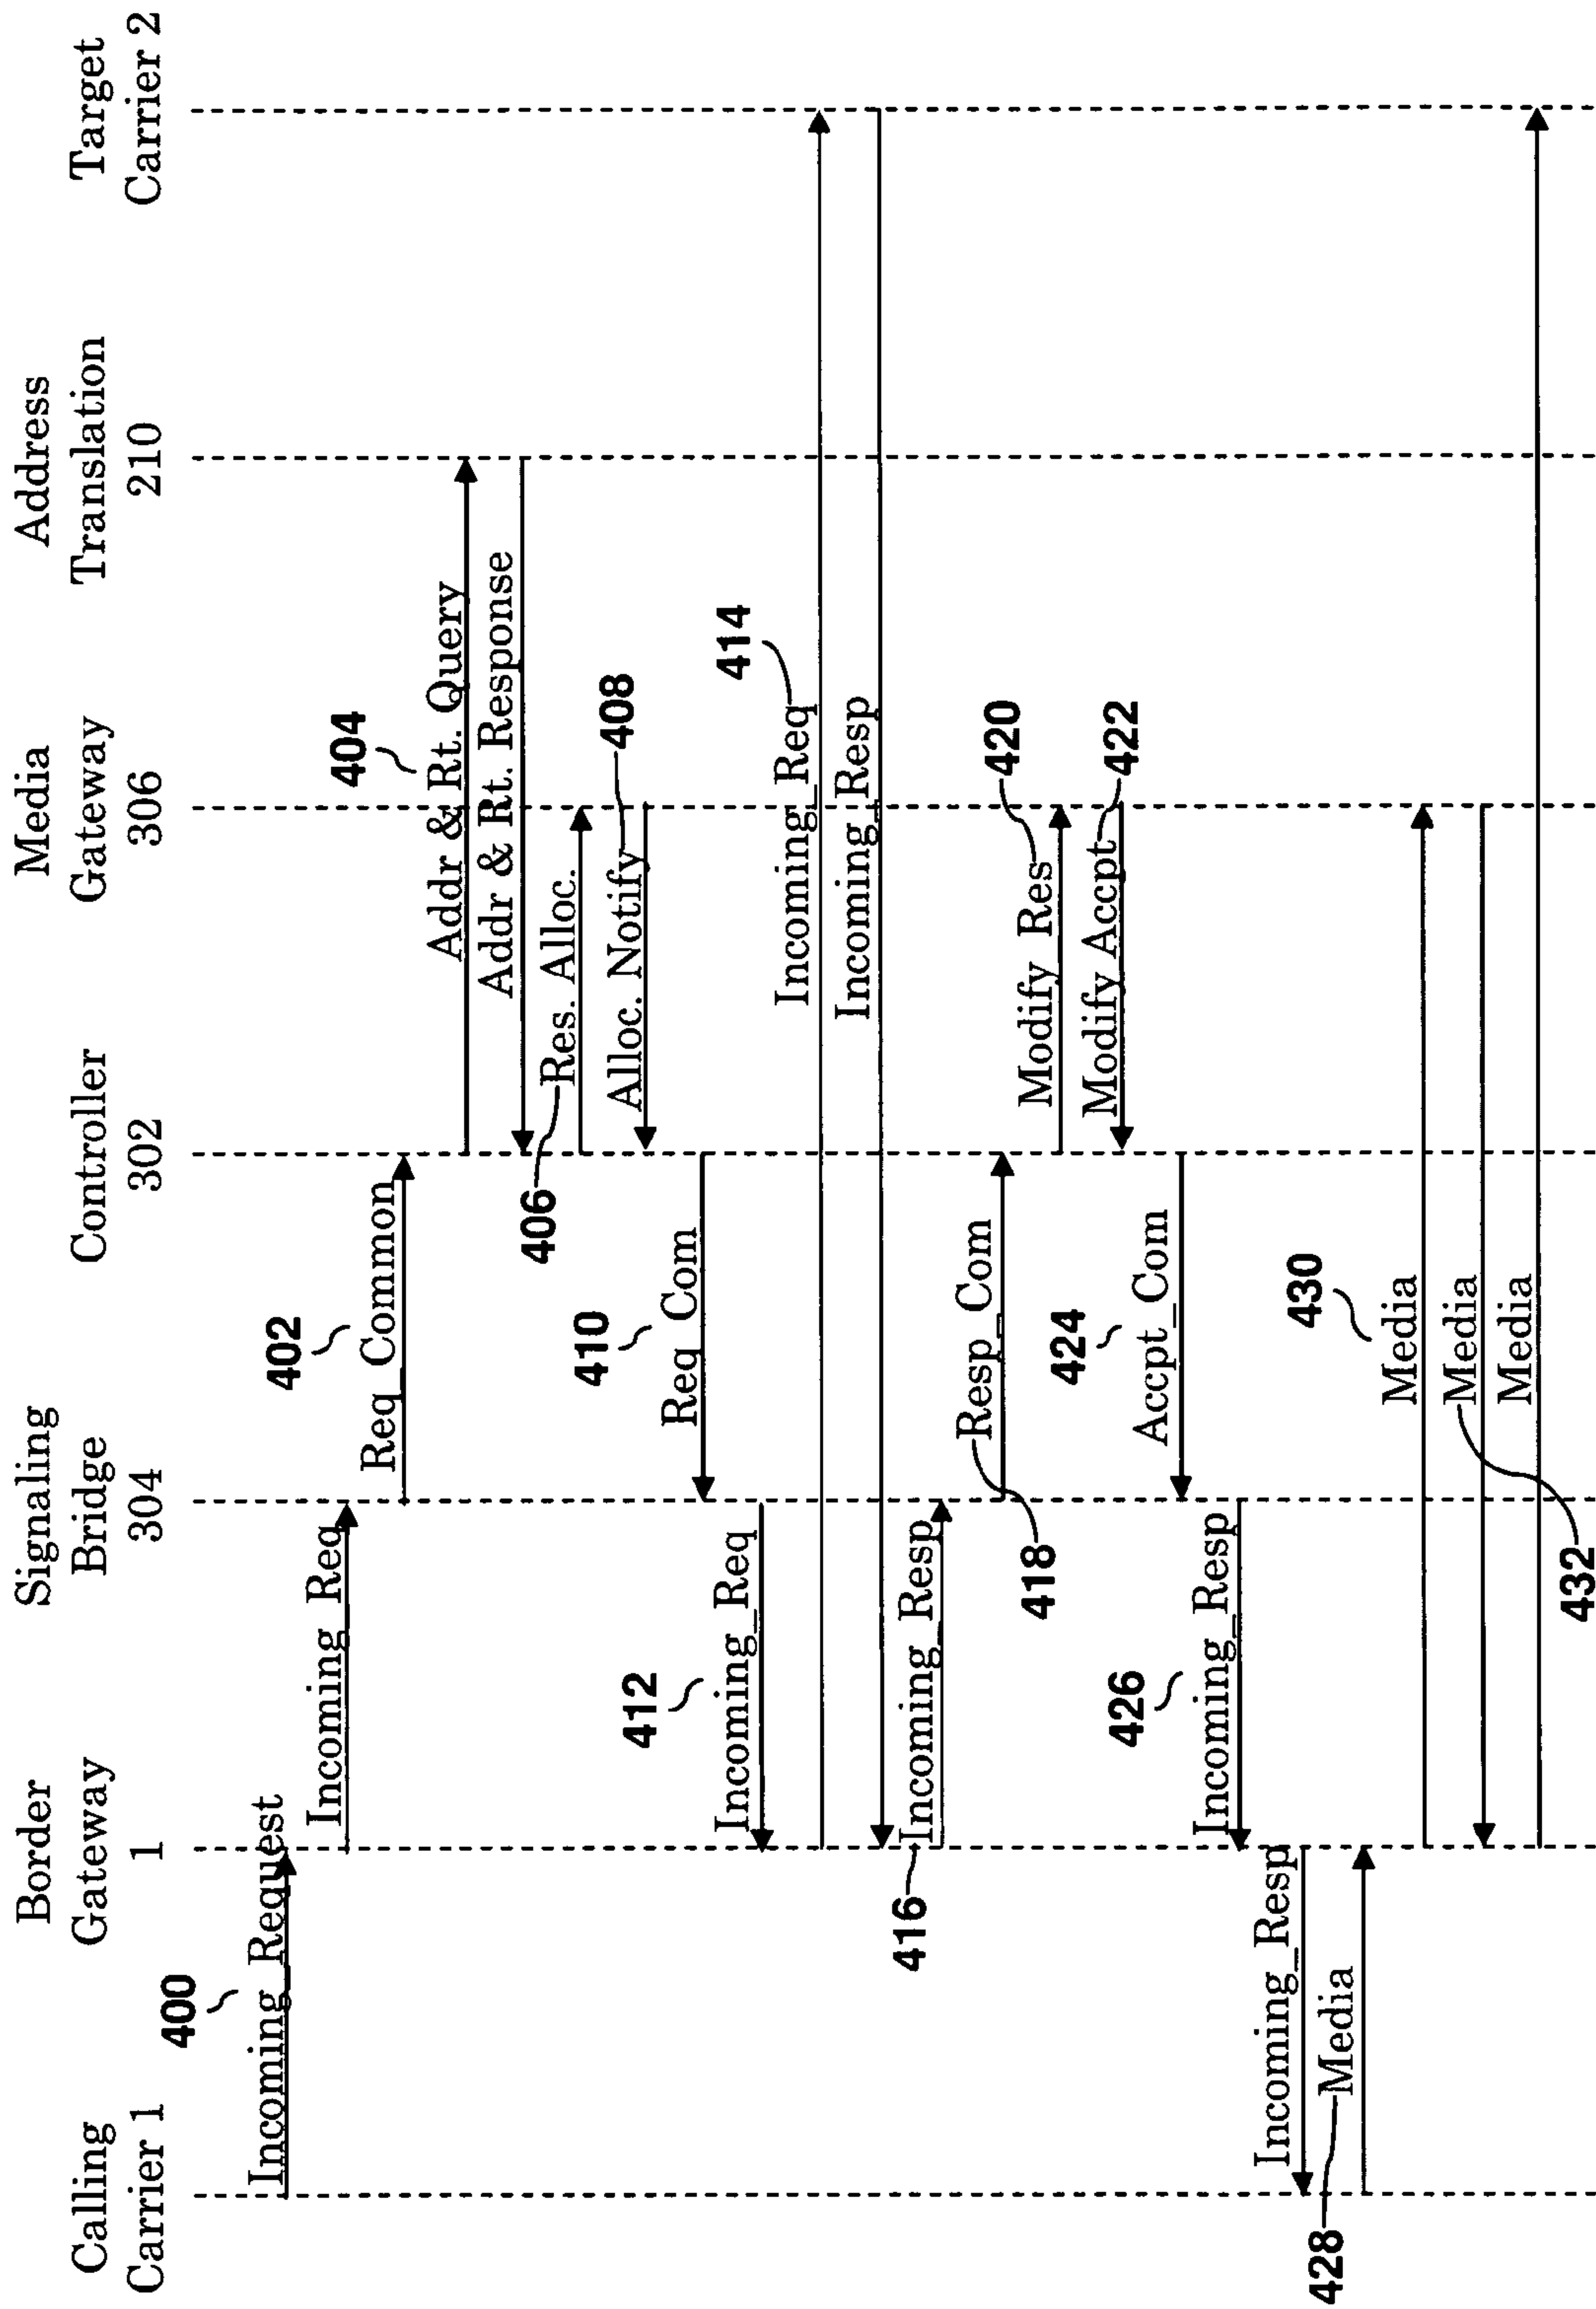 Calling
Carrier 1
Border
Gateway
1
Signaling
Bridge
304
Controller
302
Media
Gateway
306
Address
Translation
210
Target
Carrier 2
400
Incoming_Request
Incoming_Req
402
Req_Common
404
Addr & Rt. Query
Addr & Rt. Response
406
Res. Alloc.
408
Alloc. Notify
410
Req_Com
412
Incoming_Req
414
Incoming_Req
Incoming_Resp
416
Incoming_Resp
418
Resp_Com
420
Modify_Res
422
Modify Accpt
424
Accpt_Com
426
Incoming_Resp
Incoming_Resp
428
Media
430
Media
Media
432
Media